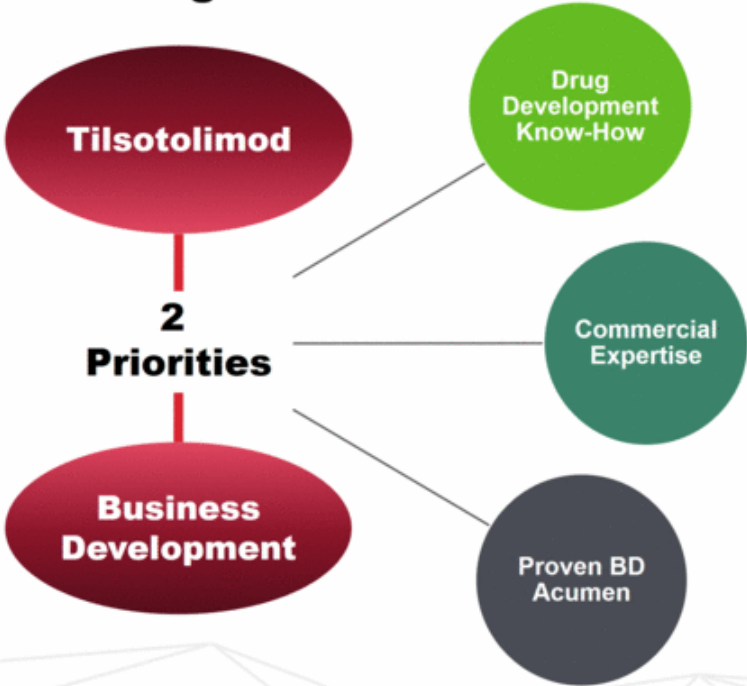 Tilsotolimod
2
Priorities
Business
Development
Drug
Development
Know-How
Commercial
Expertise
Proven BD
Acumen